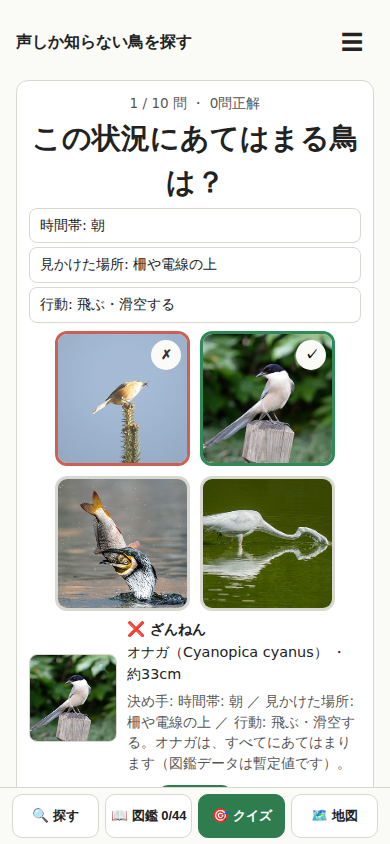 声しか知らない鳥を探す
☰
1 / 10 問 ・ 0問正解
この状況にあてはまる鳥
は？
時間帯: 朝
見かけた場所: 柵や電線の上
行動: 飛ぶ・滑空する
✗
✓
❌ ざんねん
オナガ（Cyanopica cyanus） ・
約33cm
決め手: 時間帯: 朝 ／ 見かけた場所:
柵や電線の上 ／ 行動: 飛ぶ・滑空す
る。オナガは、すべてにあてはまり
ます（図鑑データは暫定値です）。
🔍 探す
📖 図鑑 0/44
🎯 クイズ
🗺️ 地図